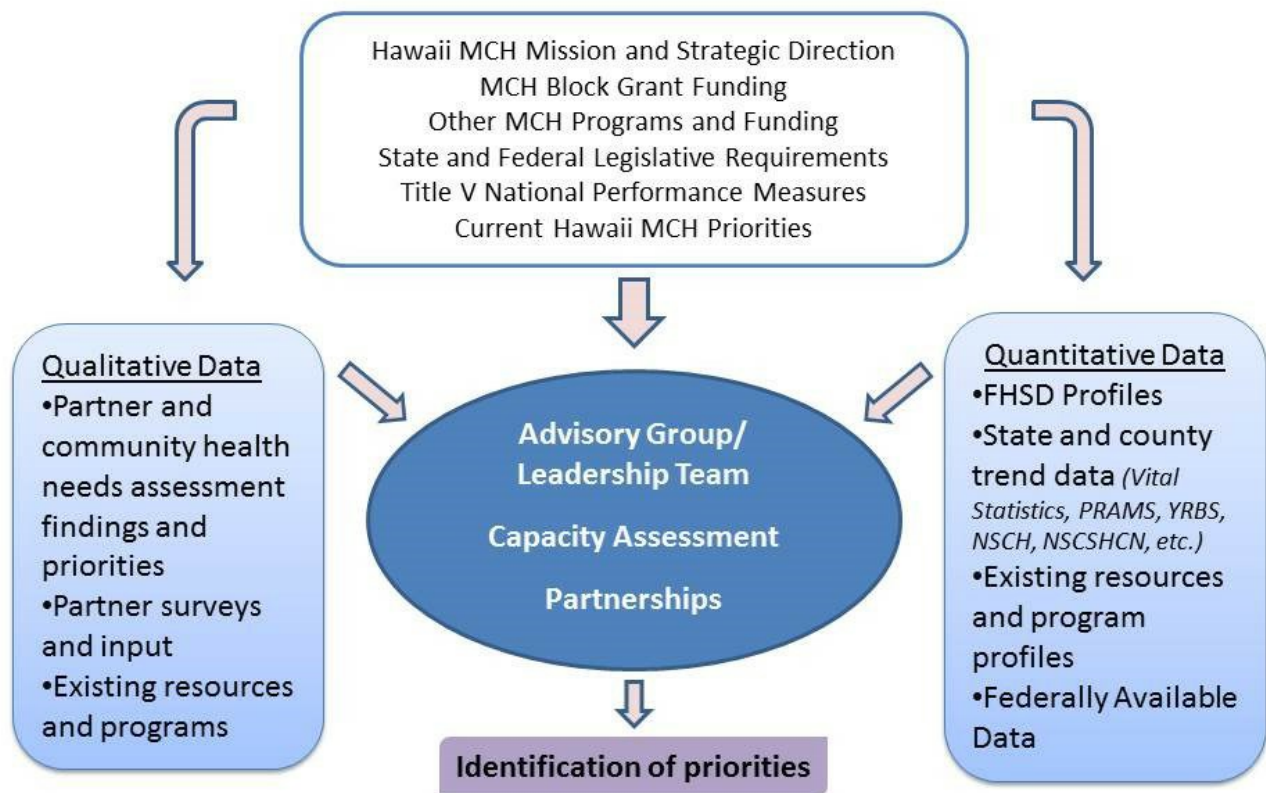 Hawaii MCH Mission and Strategic Direction
MCH Block Grant Funding
Other MCH Programs and Funding
State and Federal Legislative Requirements
Title V National Performance Measures
Current Hawaii MCH Priorities
Qualitative Data
•Partner and
community health
needs assessment
findings and
priorities
•Partner surveys
and input
•Existing resources
and programs
Advisory Group/
Leadership Team
Capacity Assessment
Partnerships
Quantitative Data
•FHSD Profiles
•State and county
trend data (Vital
Statistics, PRAMS, YRBS,
NSCH, NSCSHCN, etc.)
•Existing resources
and program
profiles
•Federally Available
Data
Identification of priorities